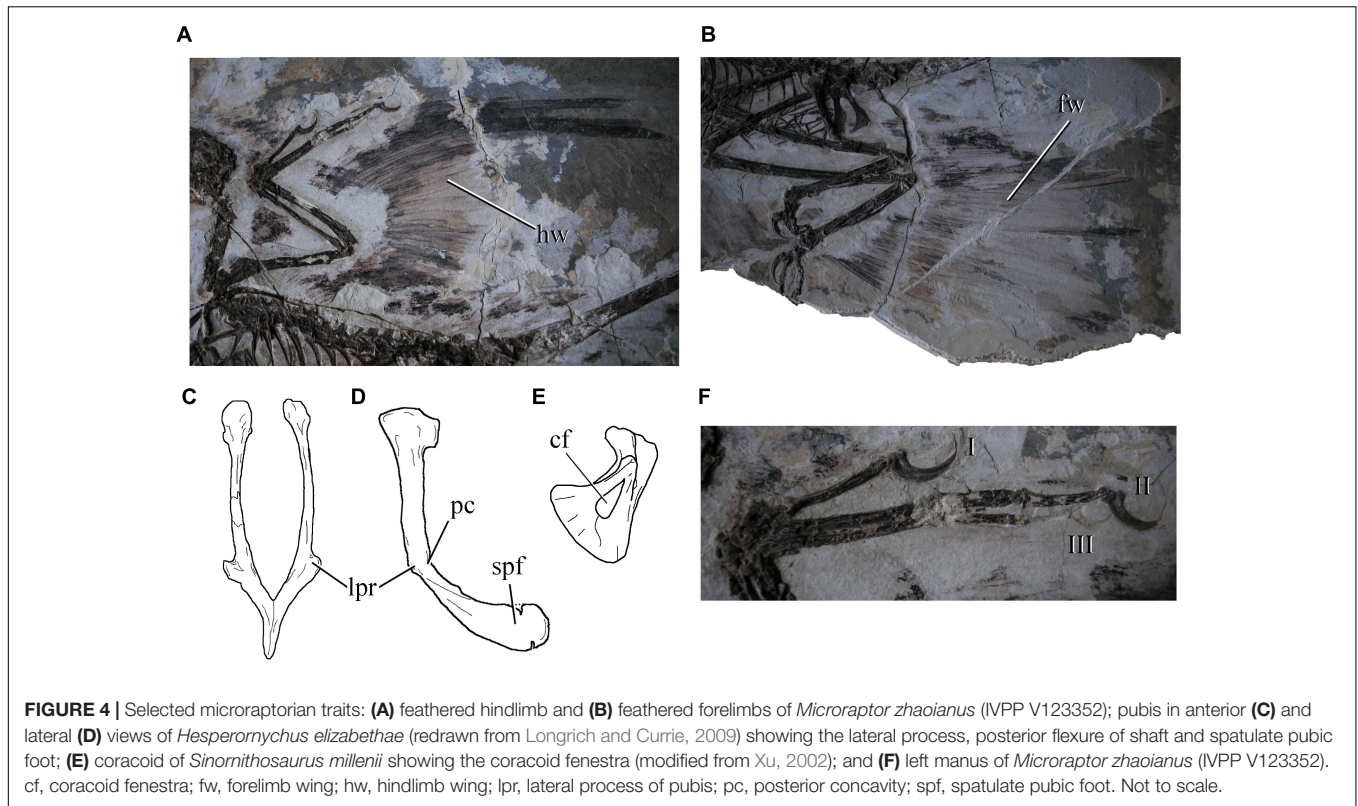 A
B
hw
fw
C
D
E
F
lpr
pc
spf
cf
I
II
III
FIGURE 4 | Selected microraptorian traits: (A) feathered hindlimb and (B) feathered forelimbs of Microraptor zhaoianus (IVPP V123352); pubis in anterior (C) and
lateral (D) views of Hesperornychus elizabethae (redrawn from Longrich and Currie, 2009) showing the lateral process, posterior flexure of shaft and spatulate pubic
foot; (E) coracoid of Sinornithosaurus millenii showing the coracoid fenestra (modified from Xu, 2002); and (F) left manus of Microraptor zhaoianus (IVPP V123352).
cf, coracoid fenestra; fw, forelimb wing; hw, hindlimb wing; lpr, lateral process of pubis; pc, posterior concavity; spf, spatulate pubic foot. Not to scale.